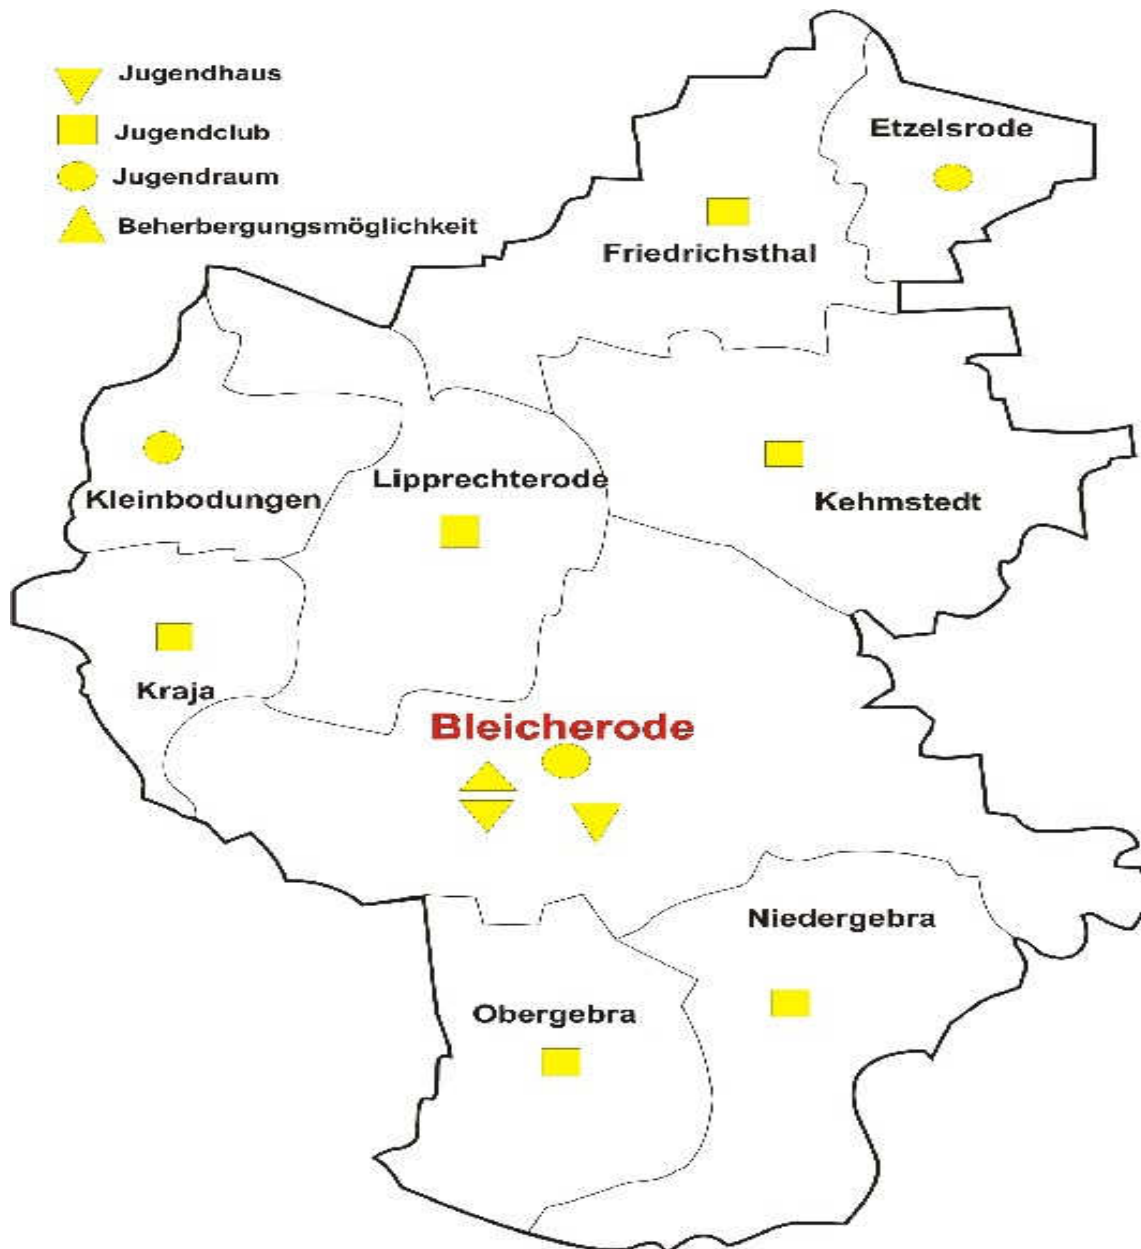 Jugendhaus
Jugendclub
Jugendraum
Beherbergungsmöglichkeit
Etzelsrode
Friedrichsthal
Lipprechterode
Kleinbodungen
Kehmstedt
Kraja
Bleicherode
Niedergebra
Obergebra